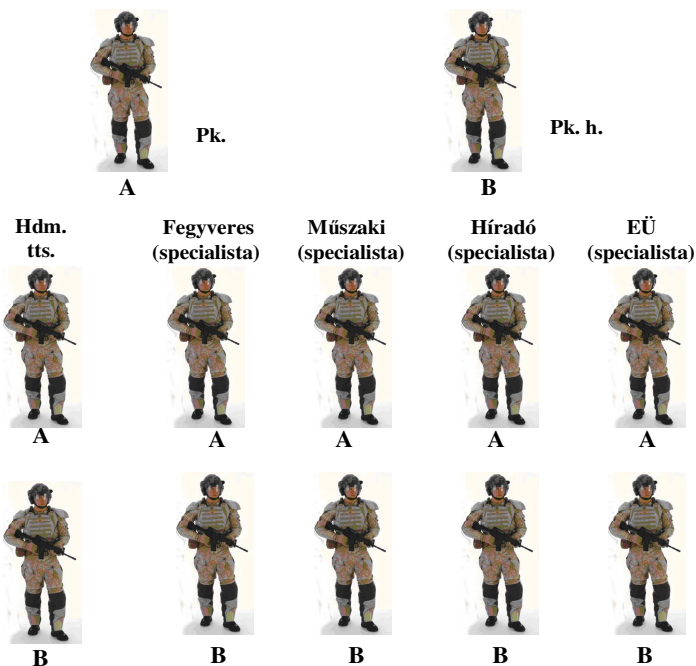 Pk.
Pk. h.
A
B
Hdm.
tts.
Fegyveres
(specialista)
Műszaki
(specialista)
Híradó
(specialista)
EÜ
(specialista)
A
A
A
A
A
B
B
B
B
B